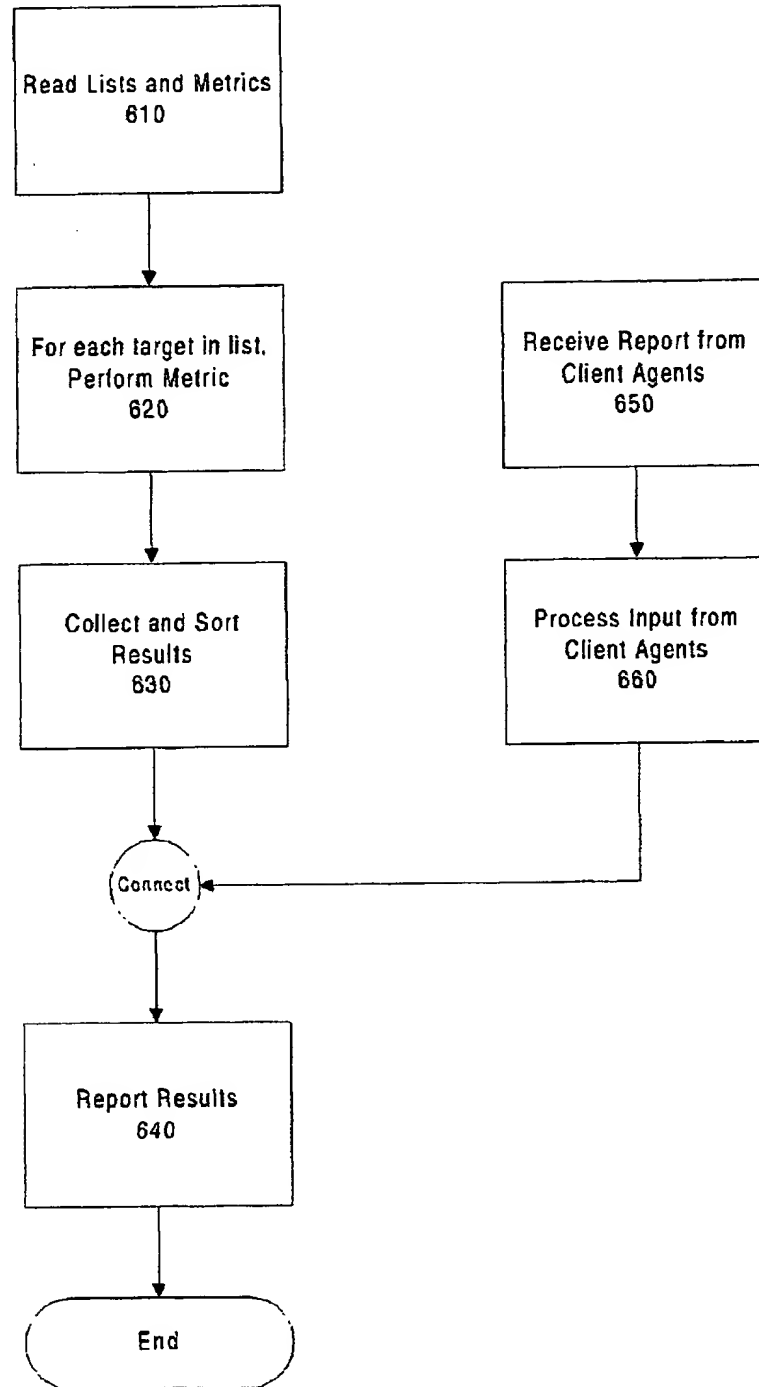 Read Lists and Metrics
610
For each target in list,
Perform Metric
620
Receive Report from
Client Agents
650
Collect and Sort
Results
630
Process Input from
Client Agents
660
Connect
Report Results
640
End